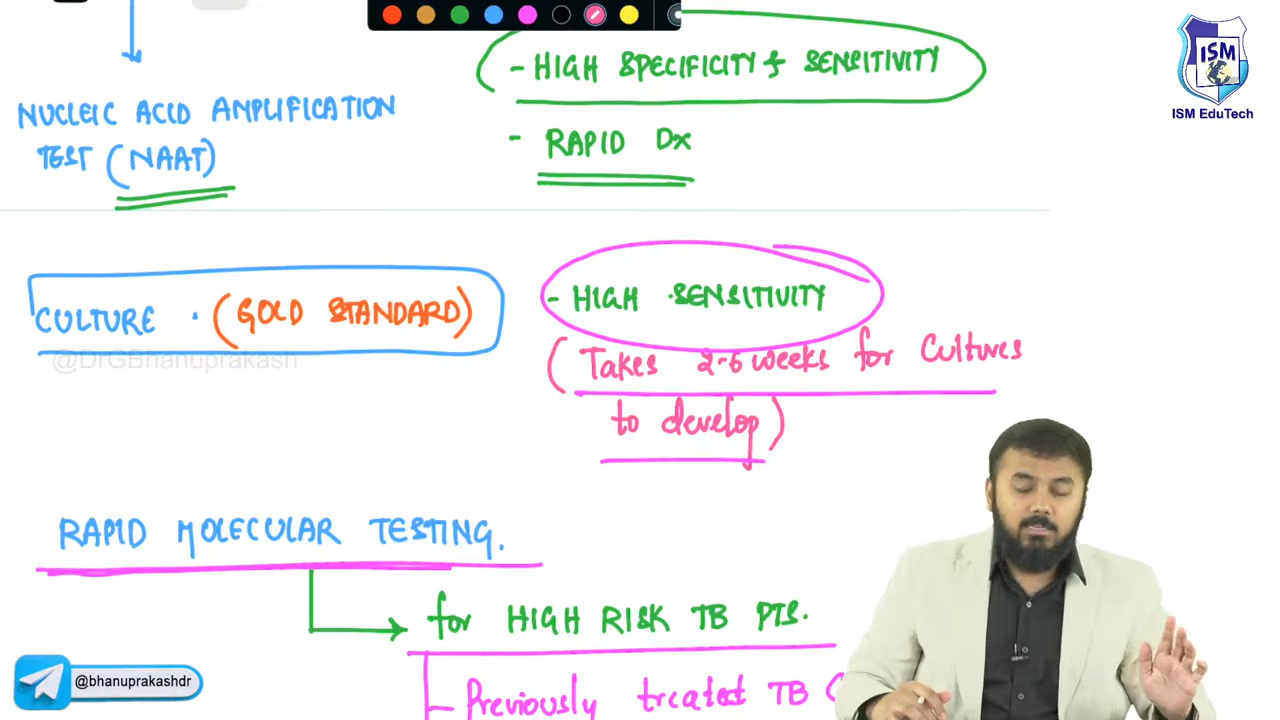 - HIGH SPECIFICITY & SENSITIVITY
NUCLEIC ACID AMPLIFICATION
TEST (NAAT)
- RAPID Dx
ISM
ISM EduTech
CULTURE . (GOLD STANDARD)
- HIGH SENSITIVITY
(Takes 2-6 weeks for Cultures
to develop)
@DrGBhanuprakash
RAPID MOLECULAR TESTING.
for HIGH RISK TB PTS.
- Previously treated TB
@bhanuprakashdr